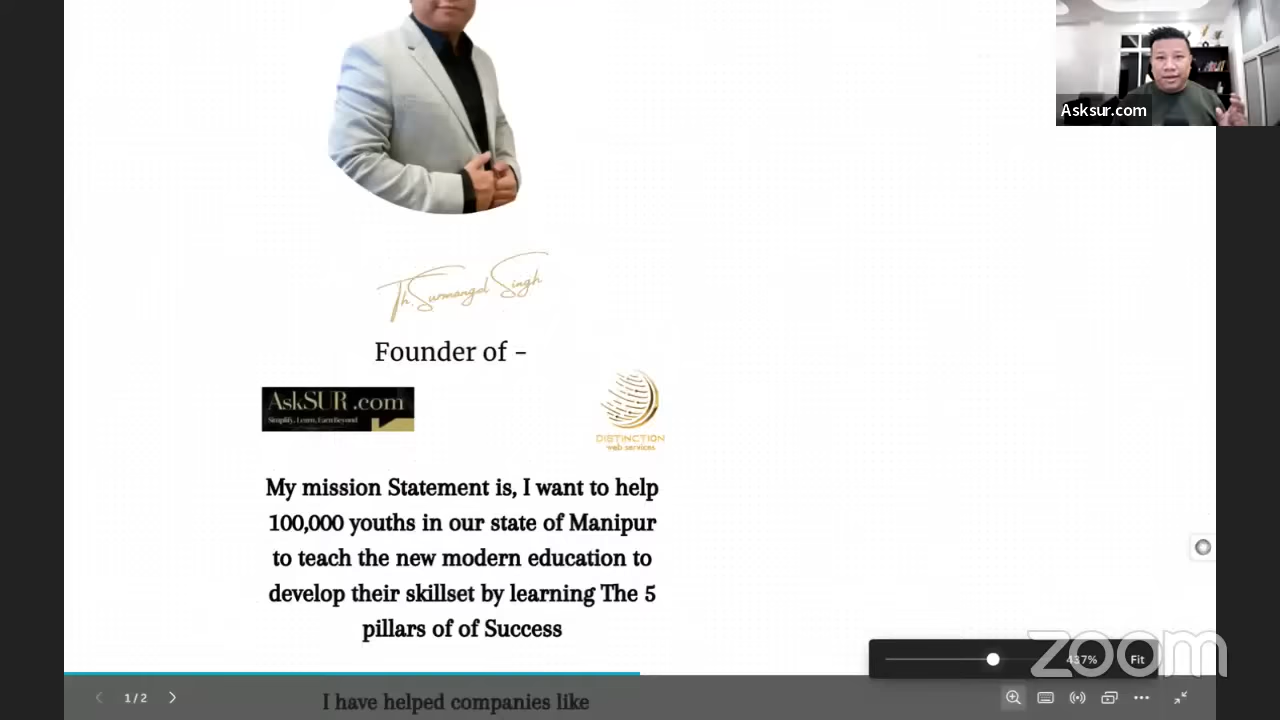 Asksur.com
Th. Surmangol Singh
Founder of -
AskSUR.com
Simplify, Learn, Earn Beyond
DISTINCTION
web services
My mission Statement is, I want to help
100,000 youths in our state of Manipur
to teach the new modern education to
develop their skillset by learning The 5
pillars of of Success
437%
Fit
zoom
1/2
I have helped companies like